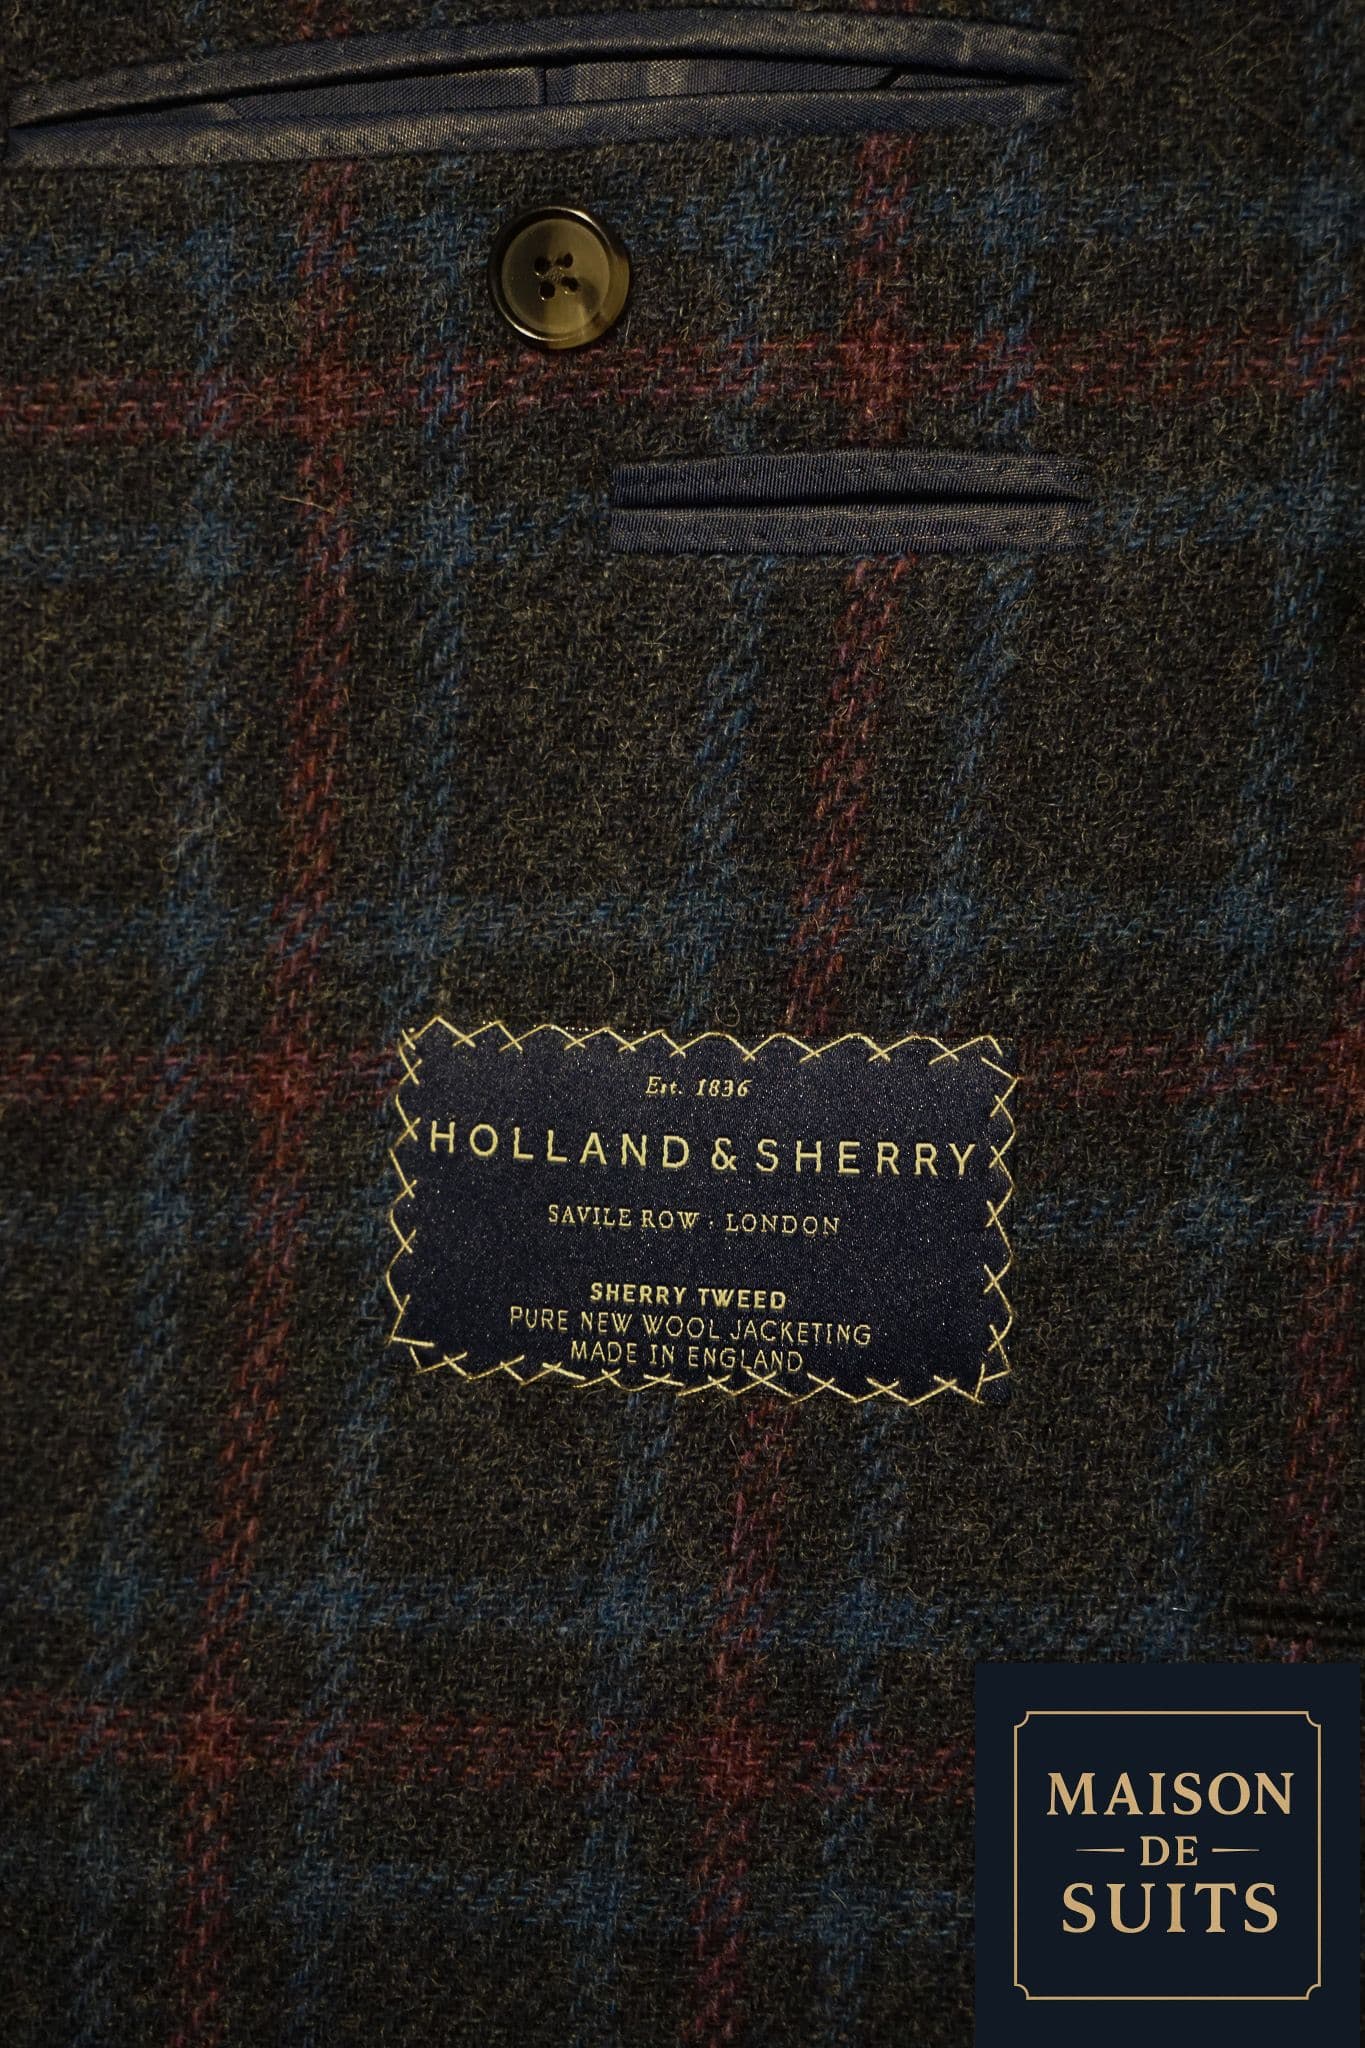 Est. 1836
HOLLAND & SHERRY
SAVILE ROW · LONDON
SHERRY TWEED
PURE NEW WOOL JACKETING
MADE IN ENGLAND
MAISON
DE
SUITS